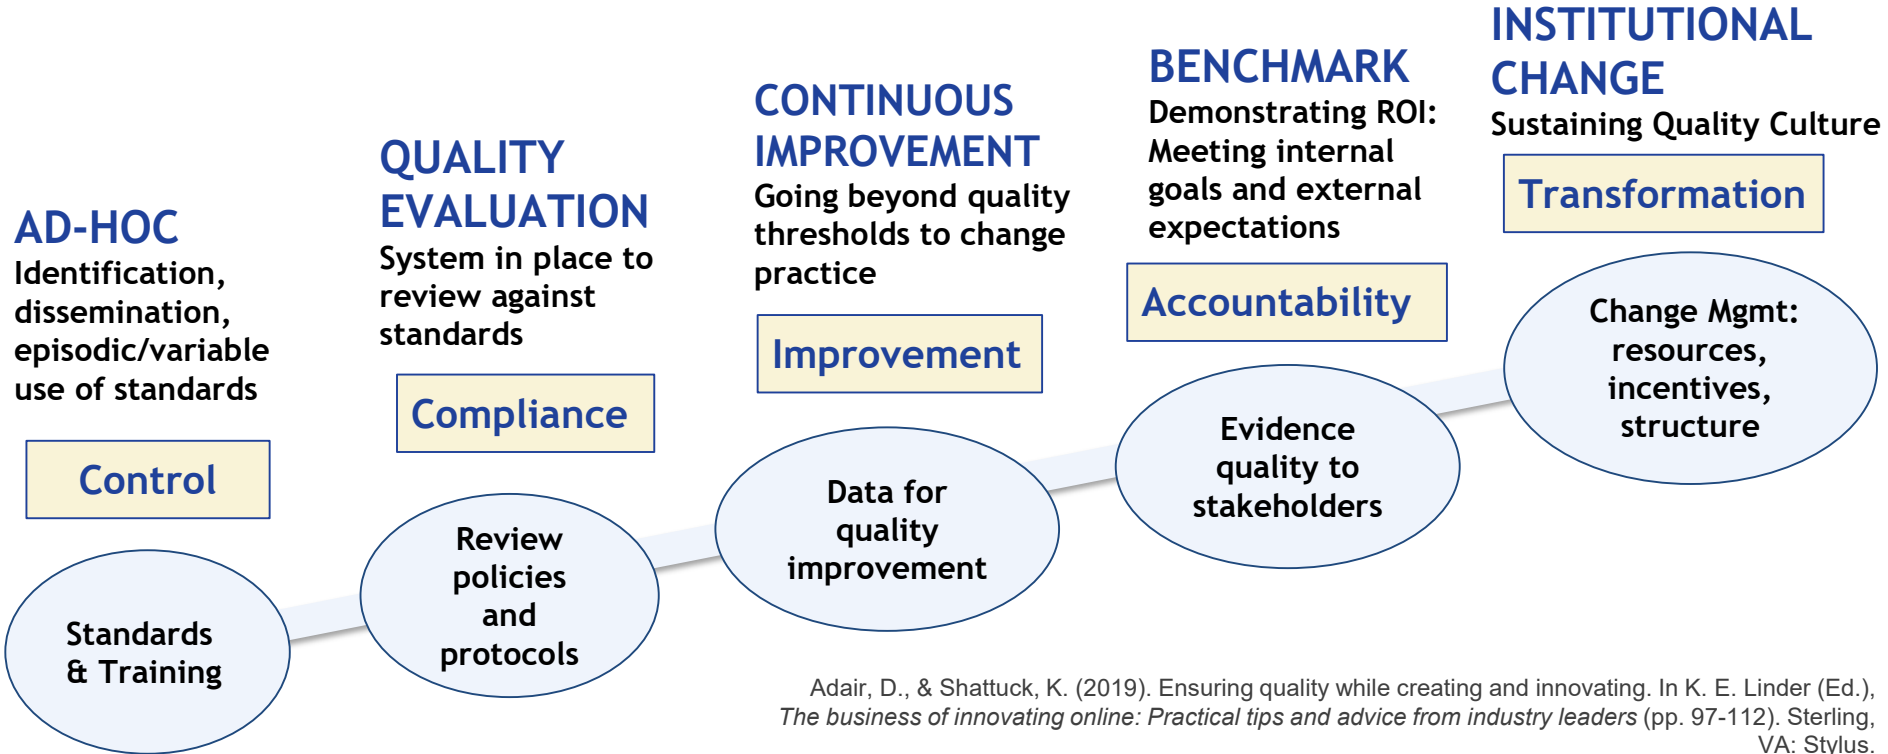 AD-HOC
Identification,
dissemination,
episodic/variable
use of standards
Control
Standards
& Training
QUALITY
EVALUATION
System in place to
review against
standards
Compliance
Review
policies
and
protocols
CONTINUOUS
IMPROVEMENT
Going beyond quality
thresholds to change
practice
Improvement
Data for
quality
improvement
BENCHMARK
Demonstrating ROI:
Meeting internal
goals and external
expectations
Accountability
Evidence
quality to
stakeholders
INSTITUTIONAL
CHANGE
Sustaining Quality Culture
Transformation
Change Mgmt:
resources,
incentives,
structure
Adair, D., & Shattuck, K. (2019). Ensuring quality while creating and innovating. In K. E. Linder (Ed.),
The business of innovating online: Practical tips and advice from industry leaders (pp. 97-112). Sterling,
VA: Stylus.